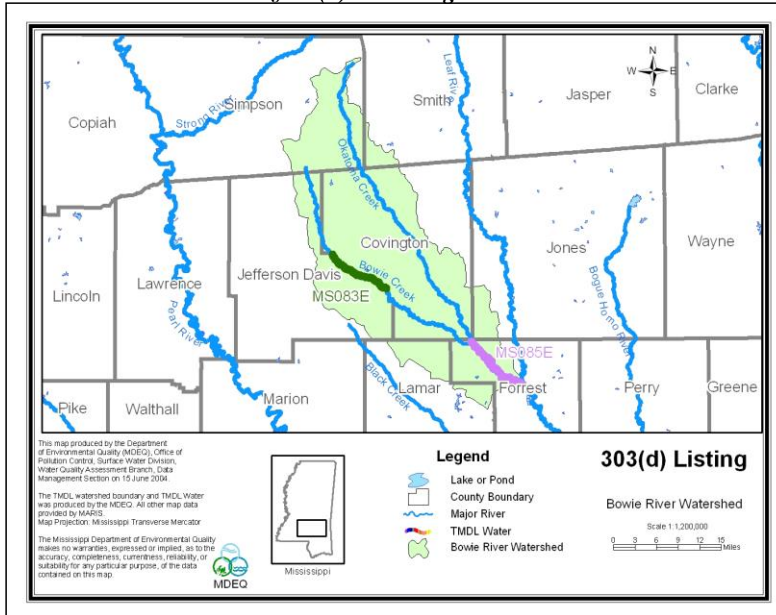 N
W E
S
Copiah
Simpson
Strong River
Smith
Leaf River
Jasper
Clarke
Okatoma Creek
Covington
Jones
Wayne
Lincoln
Lawrence
Jefferson Davis
Bowie Creek
MS083E
Pearl River
Bogue Homo River
MS085E
Black Creek
Pike
Walthall
Marion
Lamar
Forrest
Perry
Greene
This map produced by the Department
of Environmental Quality (MDEQ), Office of
Pollution Control, Surface Water Division,
Water Quality Assessment Branch, Data
Management Section on 15 June 2004.
The TMDL watershed boundary and TMDL Water
was produced by the MDEQ. All other map data
provided by MARIS.
Map Projection: Mississippi Transverse Mercator
The Mississippi Department of Environmental Quality
makes no warranties, expressed or implied, as to the
accuracy, completeness, currentness, reliability, or
suitability for any particular purpose, of the data
contained on this map.
MDEQ
Mississippi
Legend
Lake or Pond
County Boundary
Major River
TMDL Water
Bowie River Watershed
303(d) Listing
Bowie River Watershed
Scale 1:1,200,000
0 3 6 9 12 15
Miles